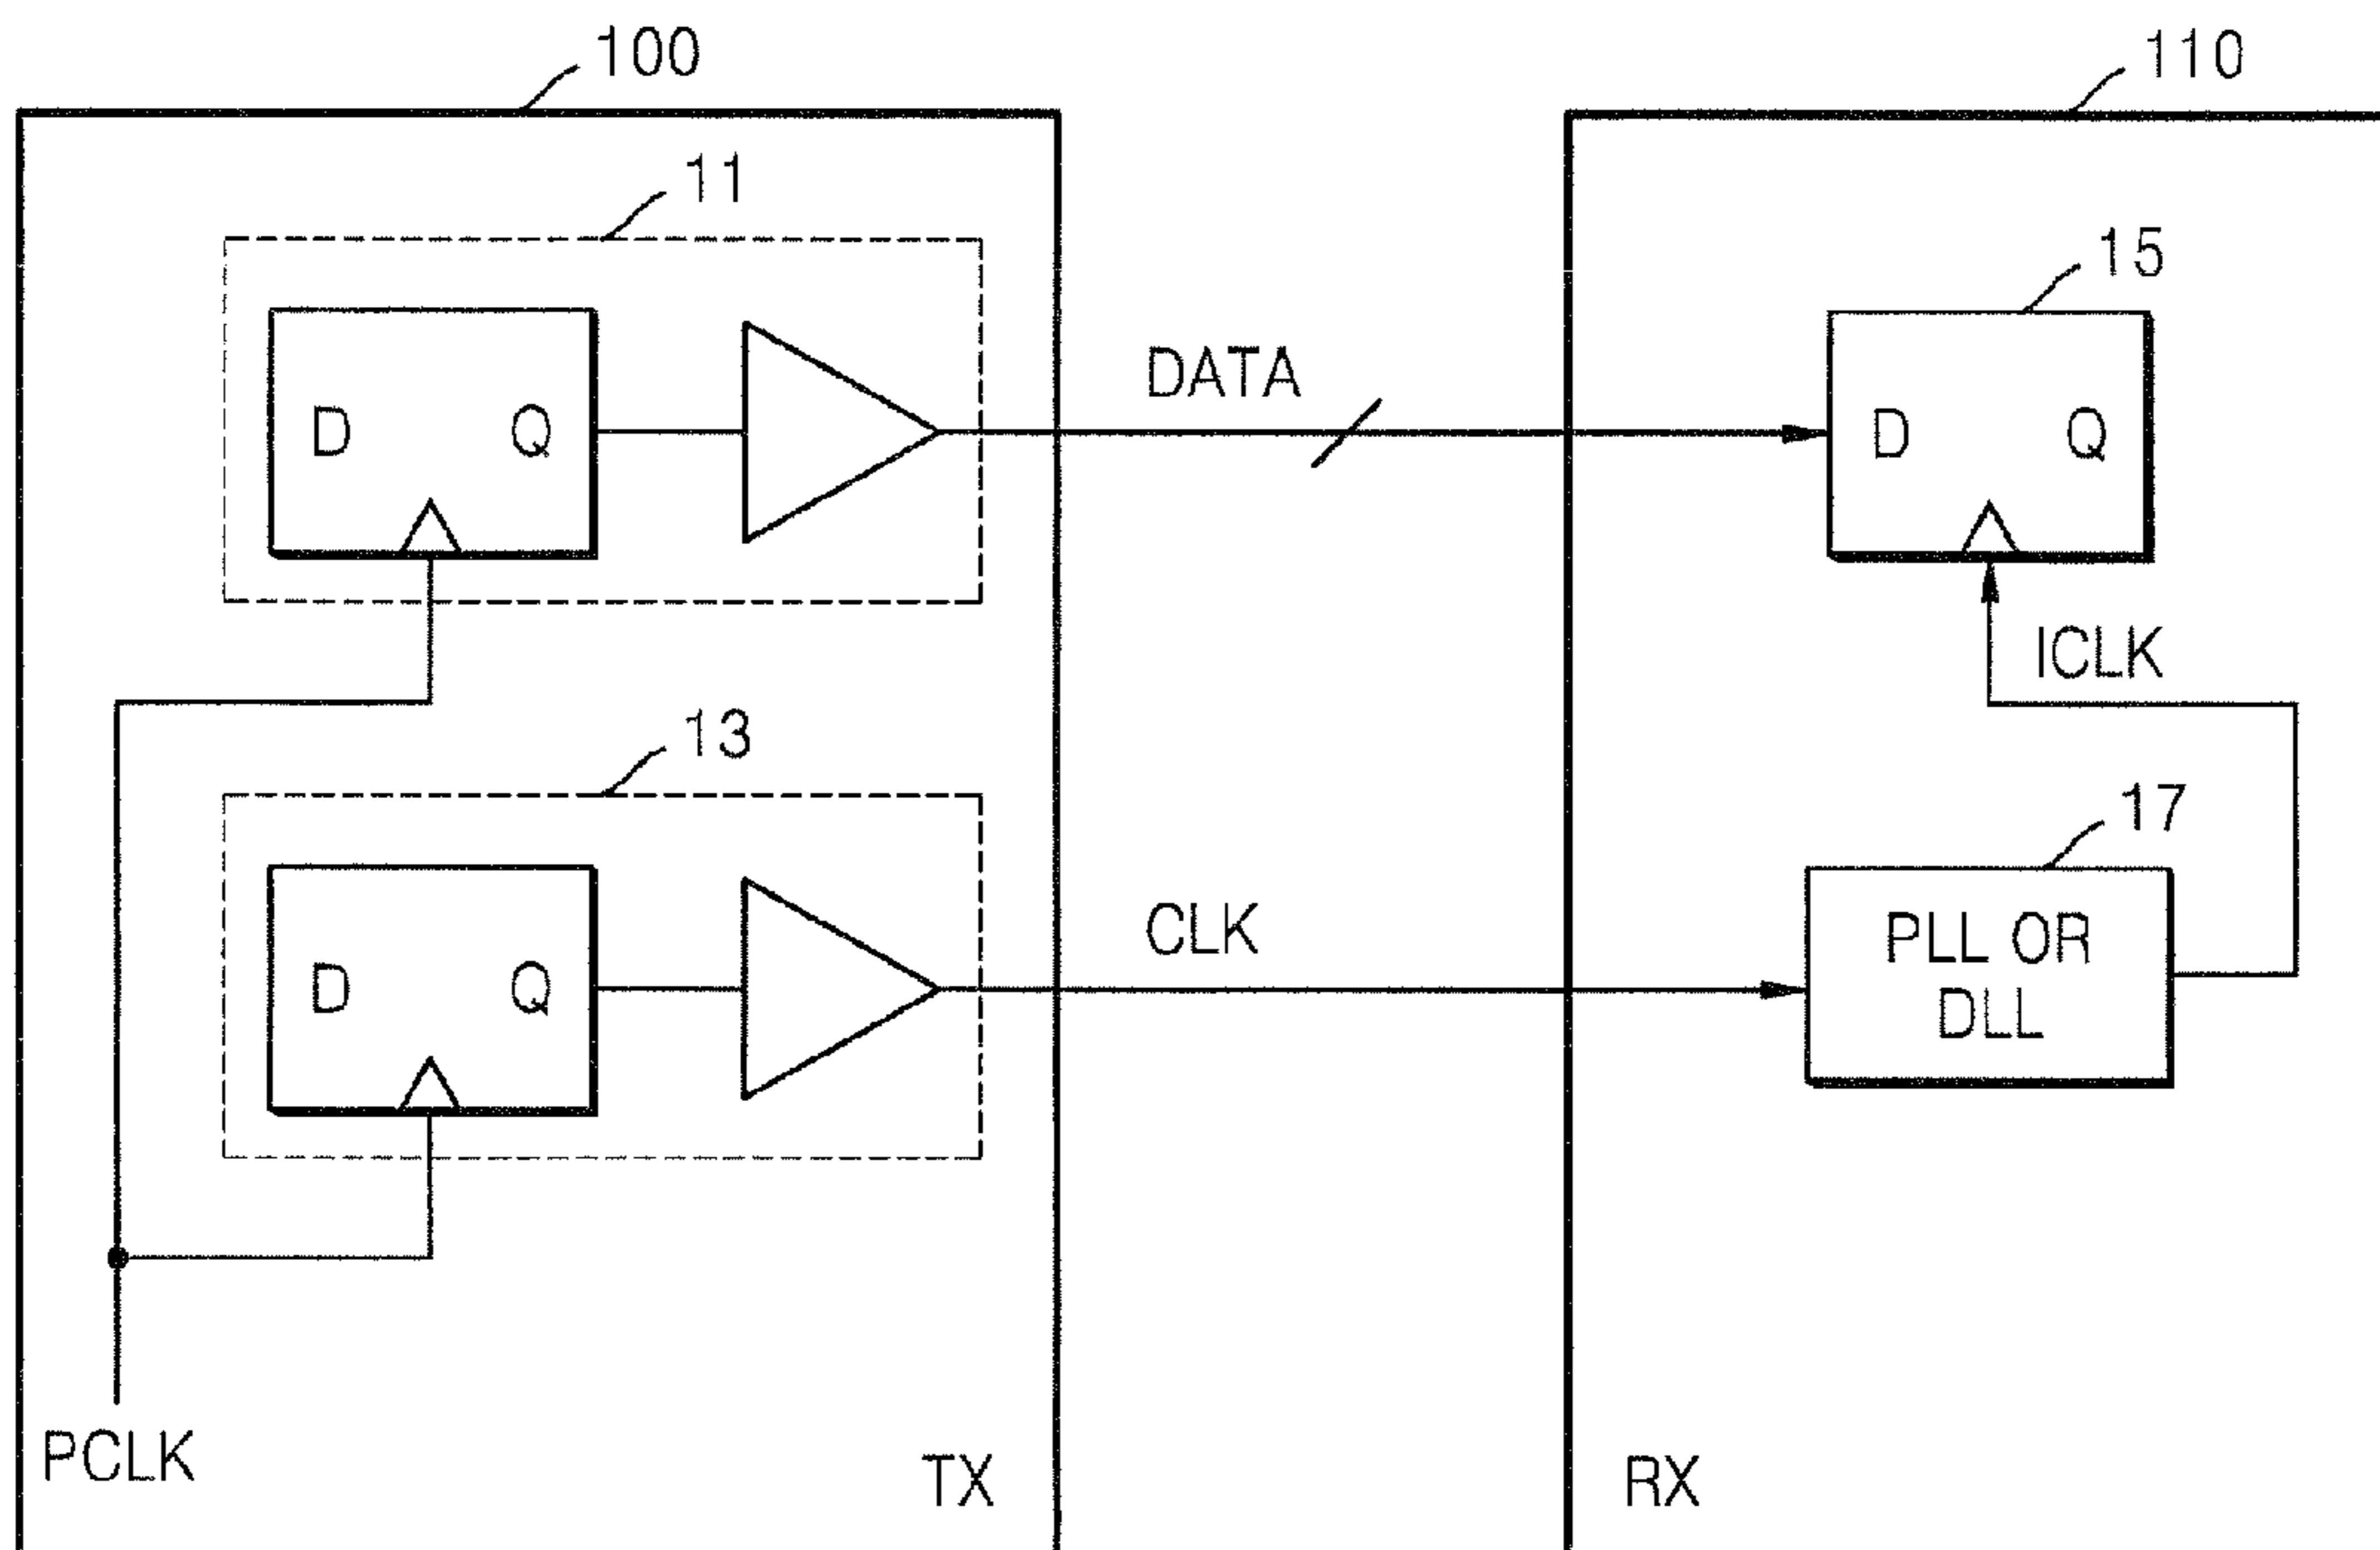 100
110
11
15
DATA
D Q
D Q
ICLK
13
17
CLK
D Q
PLL OR
DLL
PCLK
TX
RX